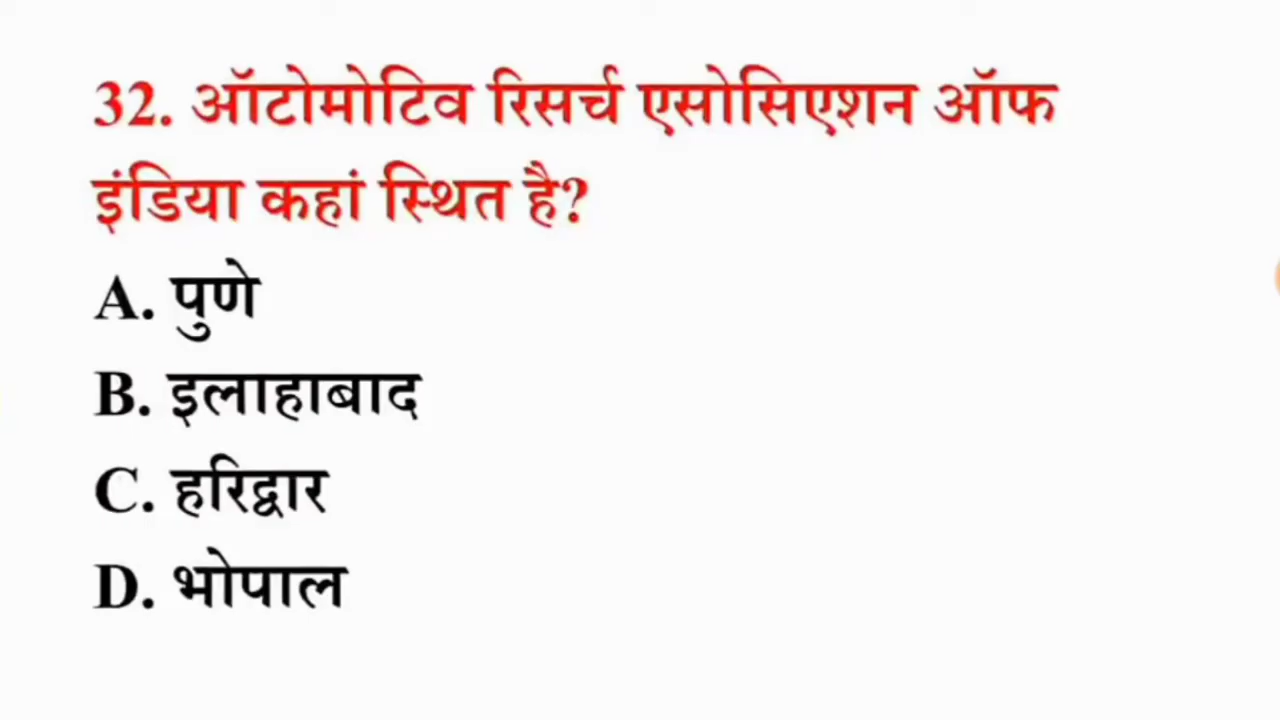 32. ऑटोमोटिव रिसर्च एसोसिएशन ऑफ
इंडिया कहां स्थित है?
A. पुणे
B. इलाहाबाद
C. हरिद्वार
D. भोपाल